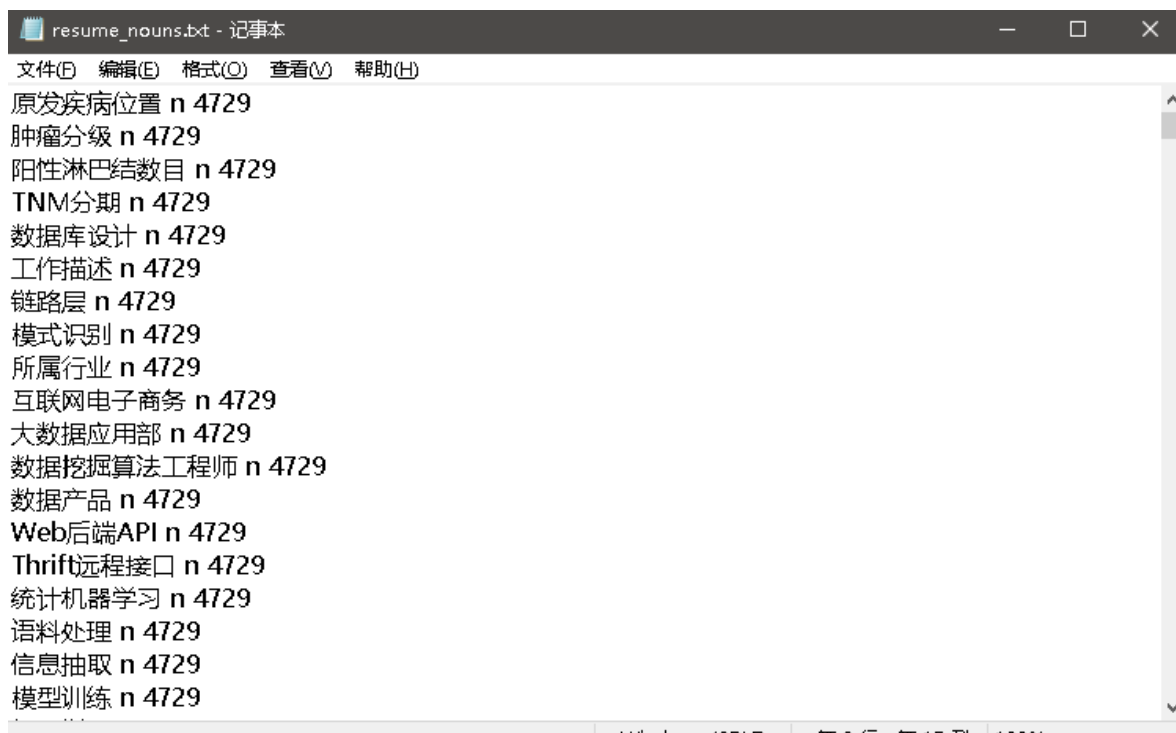 resume_nouns.txt - 记事本
文件(F) 编辑(E) 格式(O) 查看(V) 帮助(H)
原发疾病位置 n 4729
肿瘤分级 n 4729
阳性淋巴结数目 n 4729
TNM分期 n 4729
数据库设计 n 4729
工作描述 n 4729
链路层 n 4729
模式识别 n 4729
所属行业 n 4729
互联网电子商务 n 4729
大数据应用部 n 4729
数据挖掘算法工程师 n 4729
数据产品 n 4729
Web后端API n 4729
Thrift远程接口 n 4729
统计机器学习 n 4729
语料处理 n 4729
信息抽取 n 4729
模型训练 n 4729